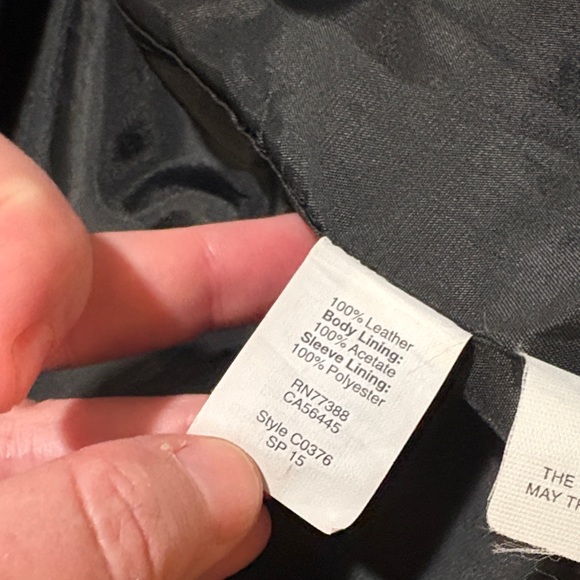 100% Leather
Body Lining:
100% Acetate
Sleeve Lining:
100% Polyester
RN77388
CA56445
Style C0376
SP 15
THE
MAY